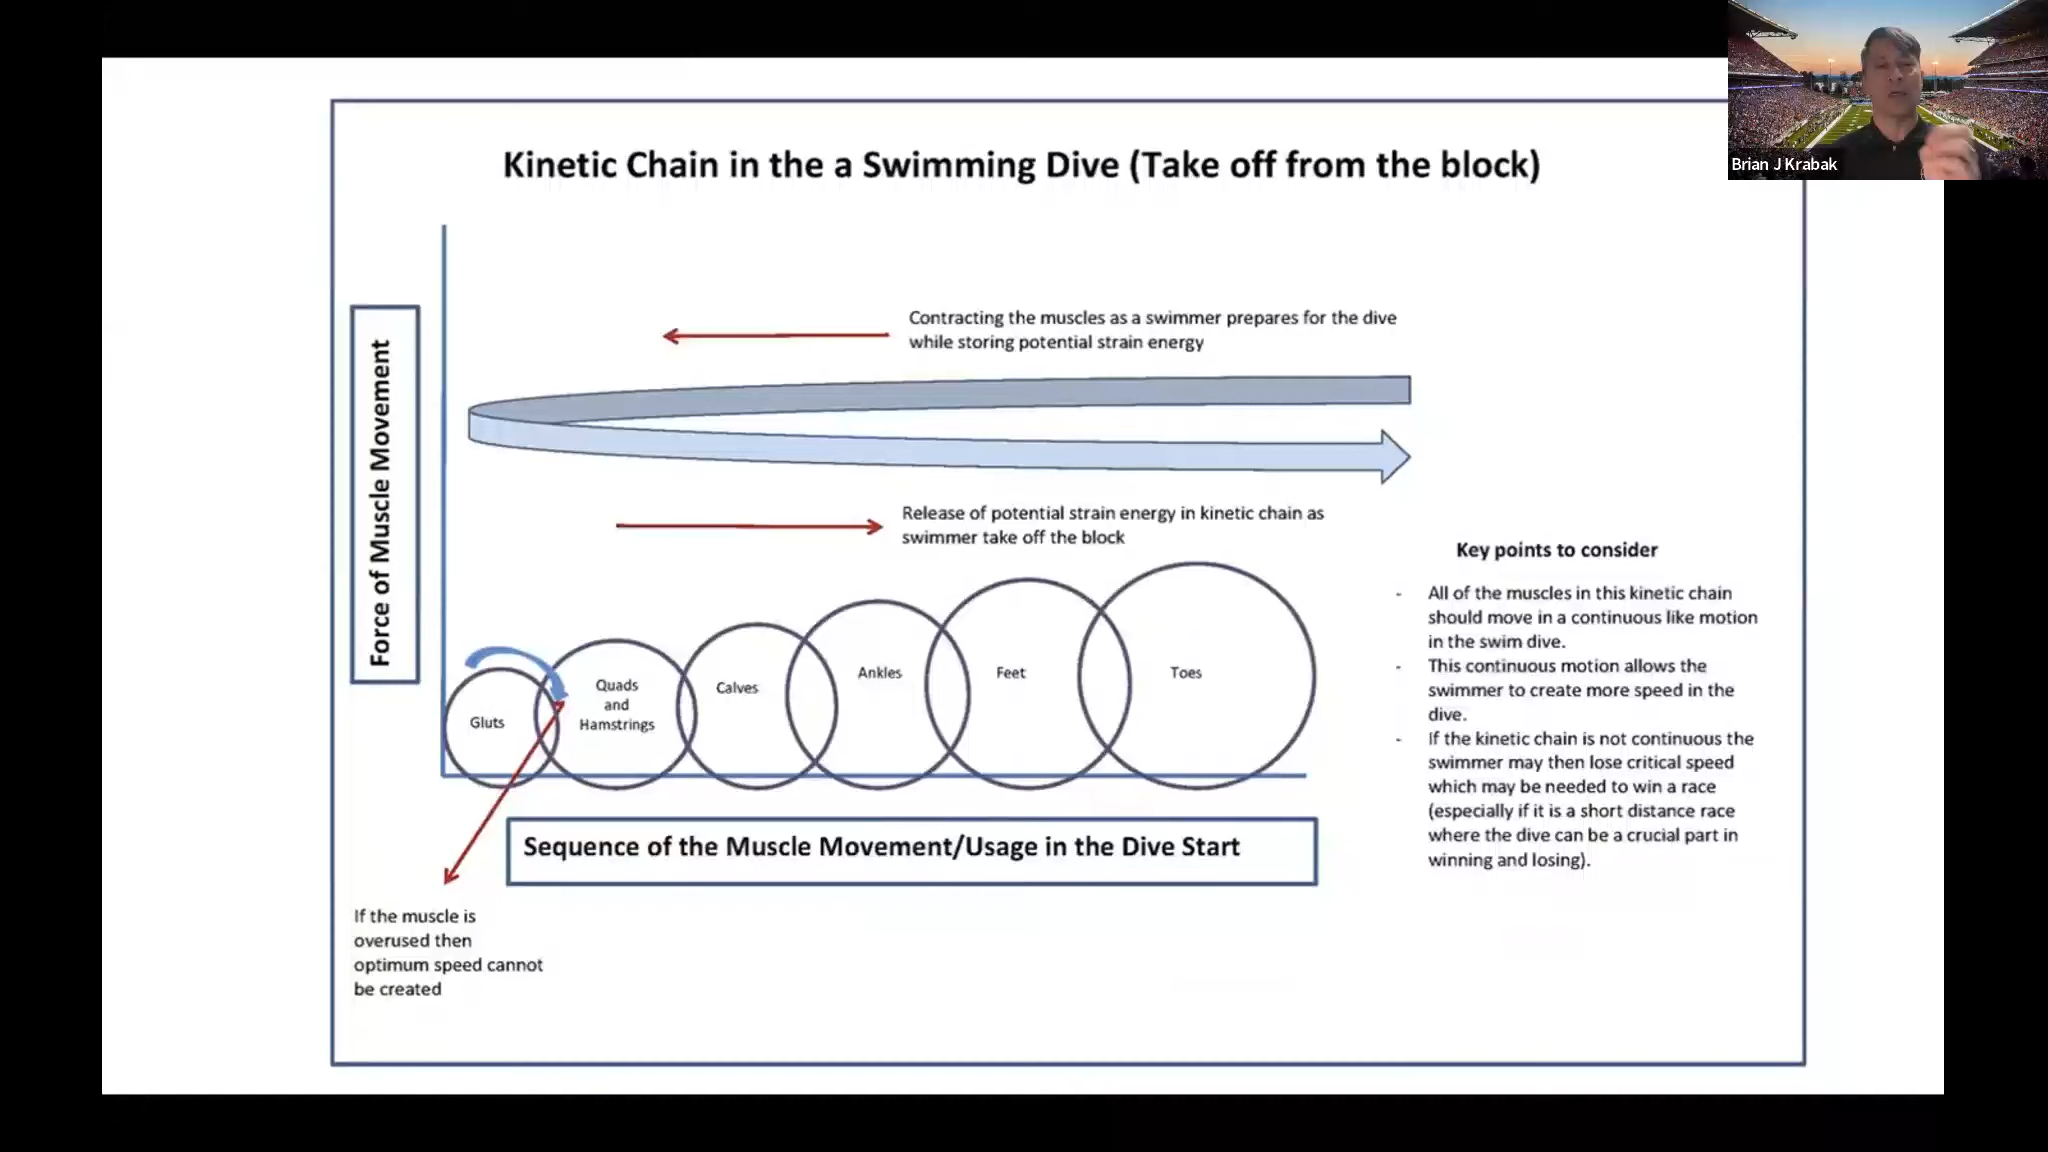 Brian J Krabak
Kinetic Chain in the a Swimming Dive (Take off from the block)
Force of Muscle Movement
Contracting the muscles as a swimmer prepares for the dive
while storing potential strain energy
Release of potential strain energy in kinetic chain as
swimmer take off the block
Gluts
Quads
and
Hamstrings
Calves
Ankles
Feet
Toes
Sequence of the Muscle Movement/Usage in the Dive Start
If the muscle is
overused then
optimum speed cannot
be created
Key points to consider
- All of the muscles in this kinetic chain
should move in a continuous like motion
in the swim dive.
- This continuous motion allows the
swimmer to create more speed in the
dive.
- If the kinetic chain is not continuous the
swimmer may then lose critical speed
which may be needed to win a race
(especially if it is a short distance race
where the dive can be a crucial part in
winning and losing).